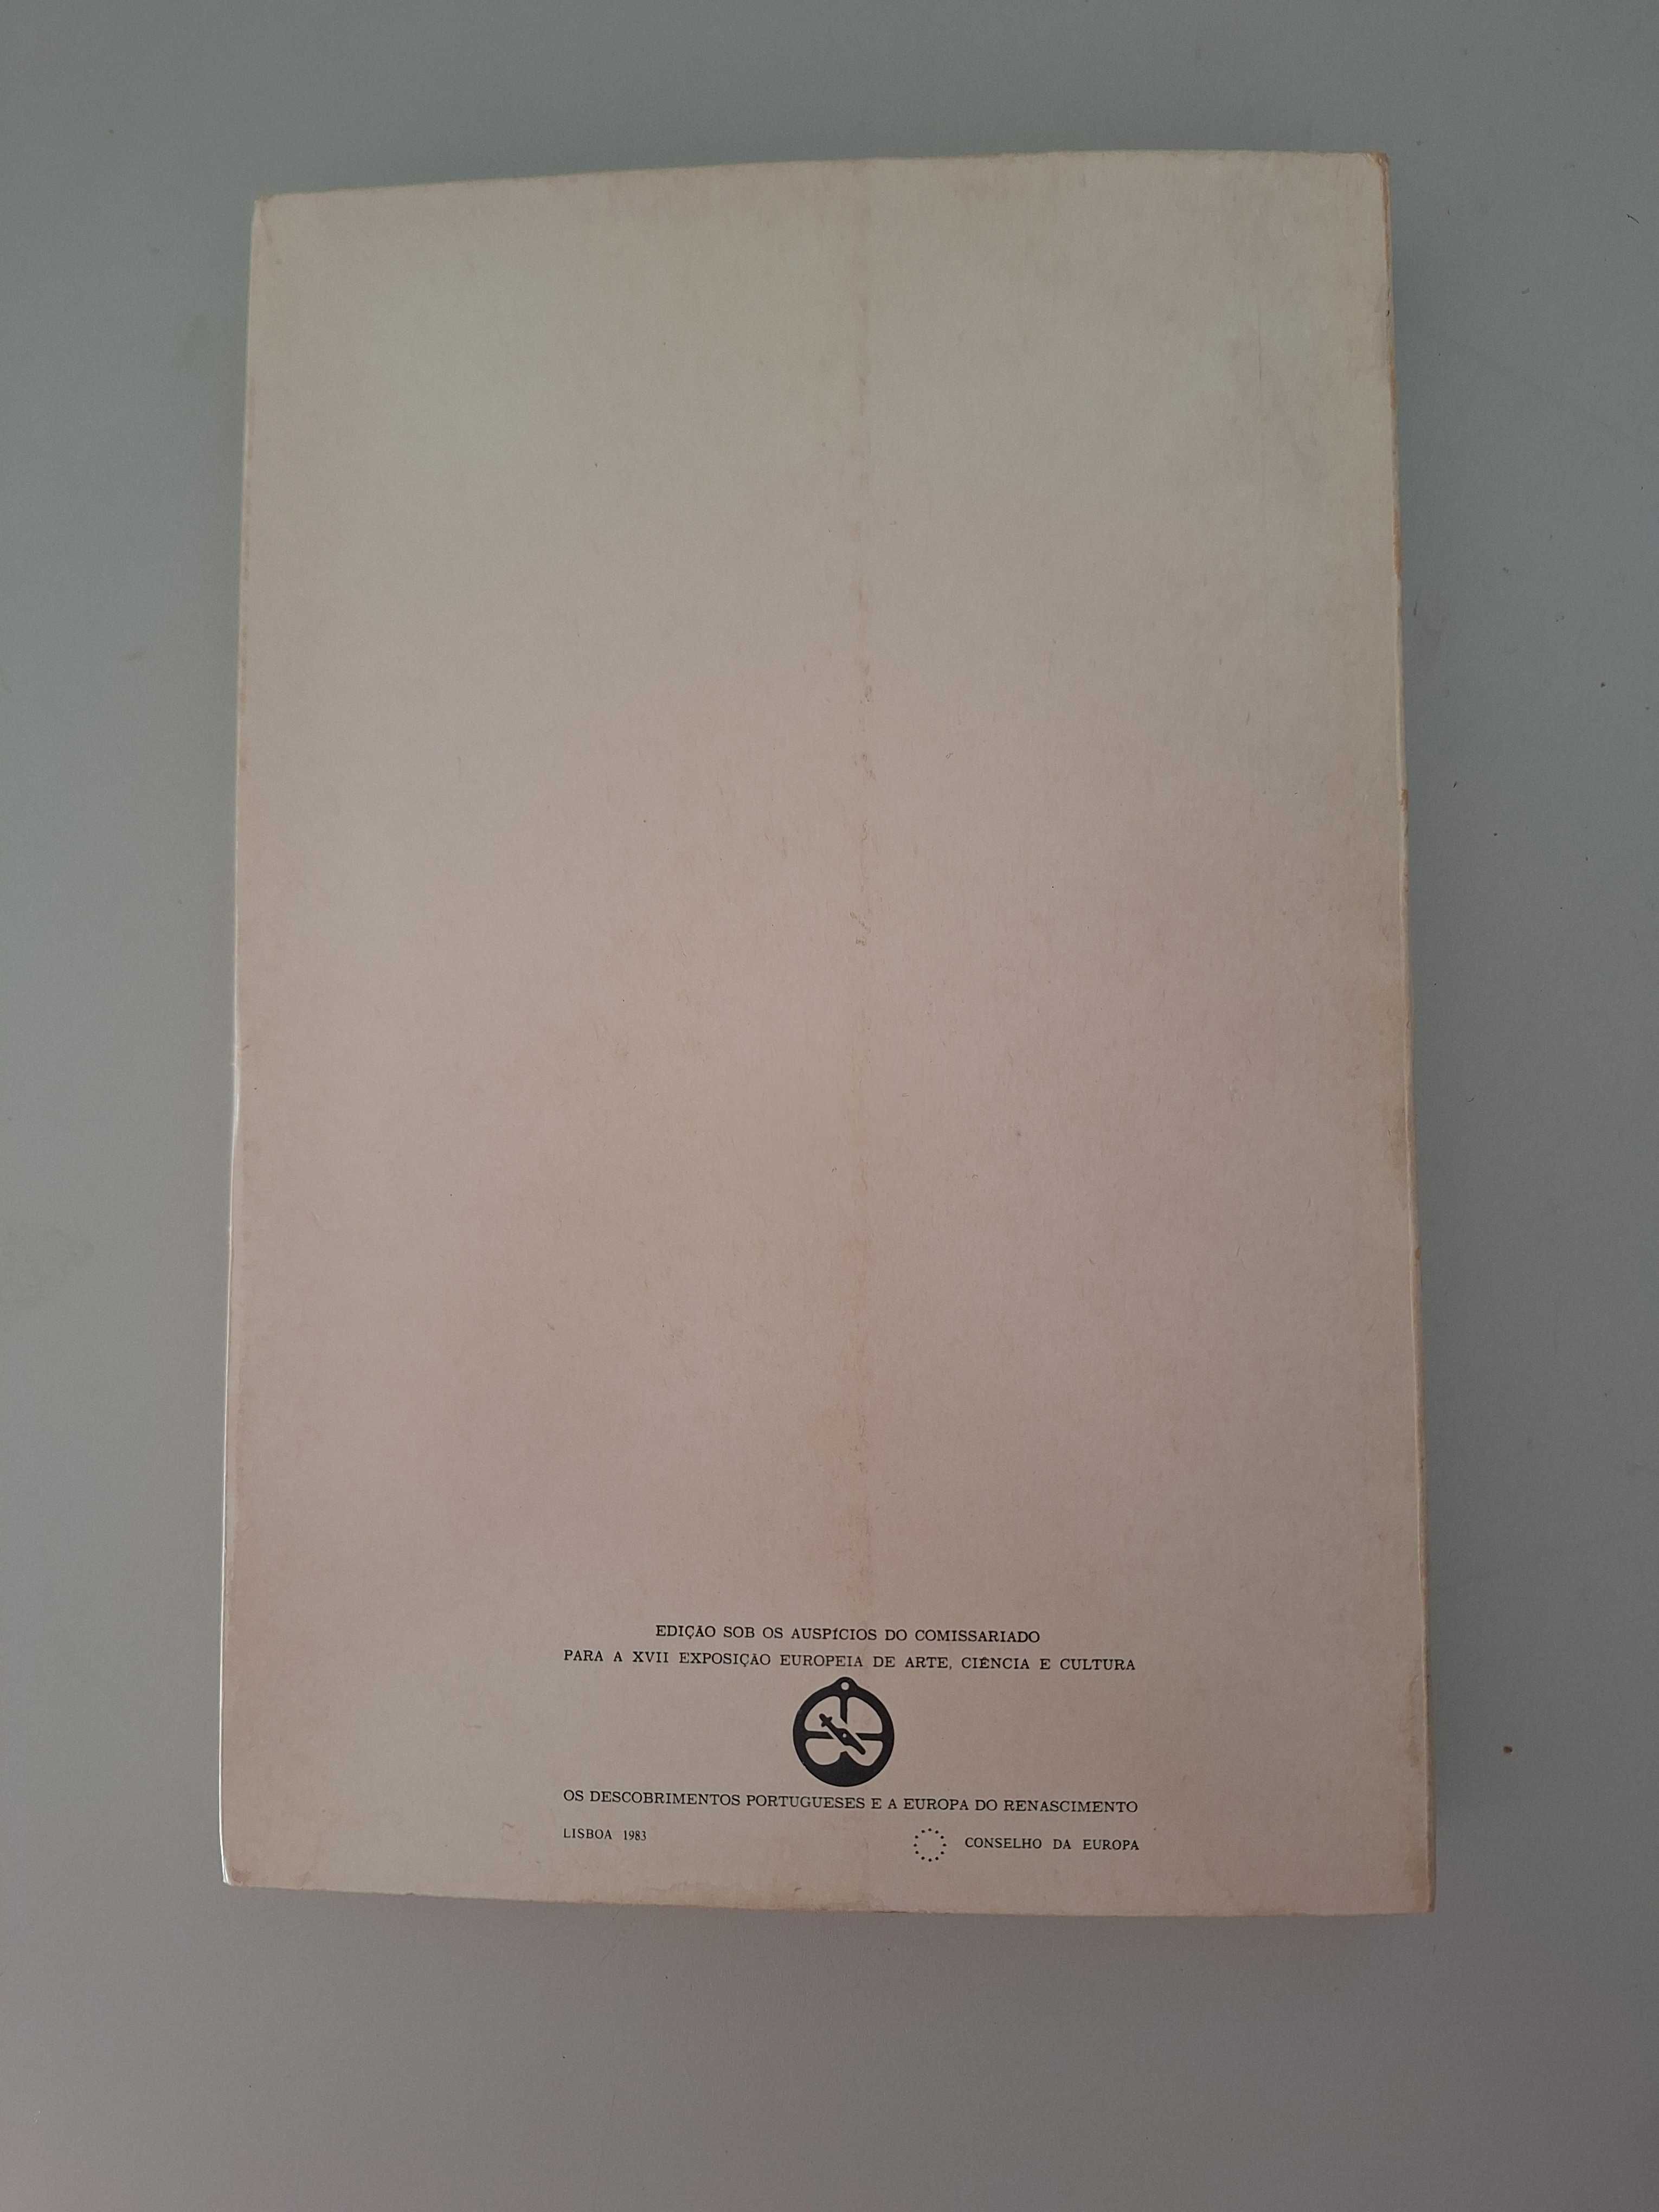 EDIÇÃO SOB OS AUSPÍCIOS DO COMISSARIADO
PARA A XVII EXPOSIÇÃO EUROPEIA DE ARTE, CIÊNCIA E CULTURA
OS DESCOBRIMENTOS PORTUGUESES E A EUROPA DO RENASCIMENTO
LISBOA 1983
CONSELHO DA EUROPA